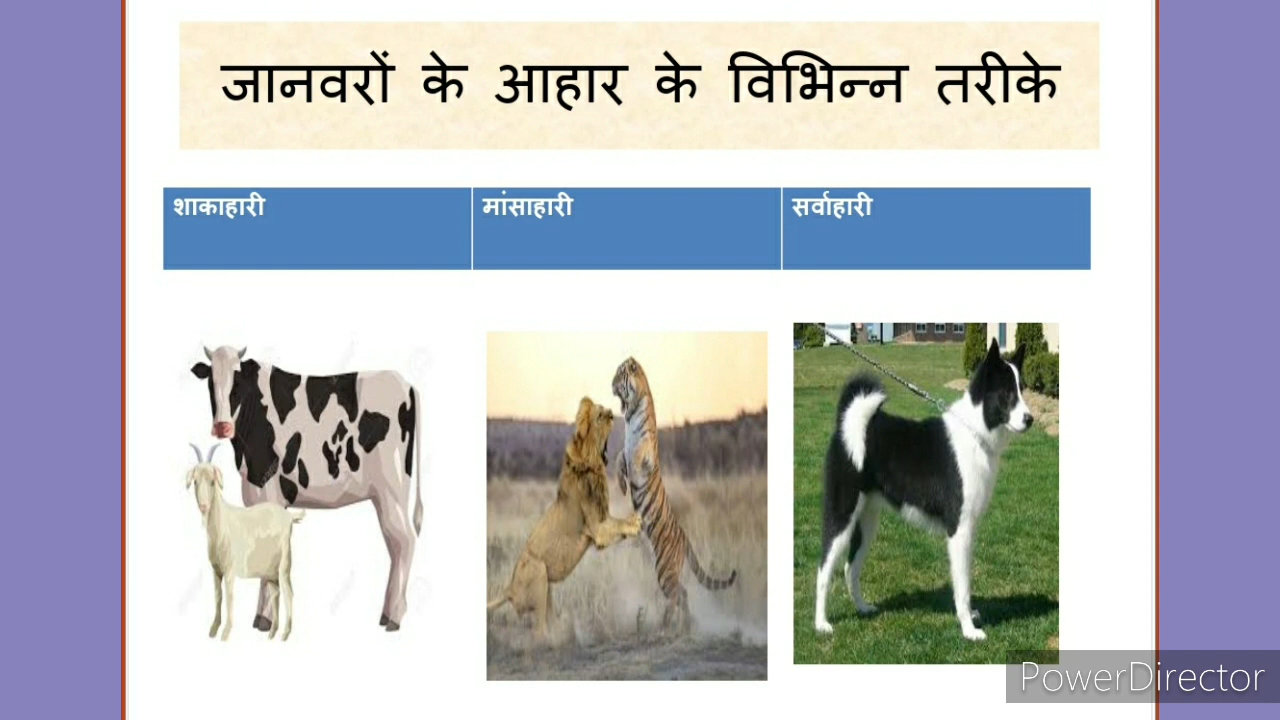 जानवरों के आहार के विभिन्न तरीके
शाकाहारी
मांसाहारी
सर्वाहारी
PowerDirector